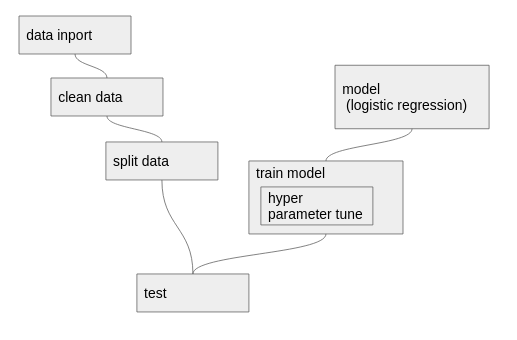 data inport
clean data
model
(logistic regression)
split data
train model
hyper
parameter tune
test